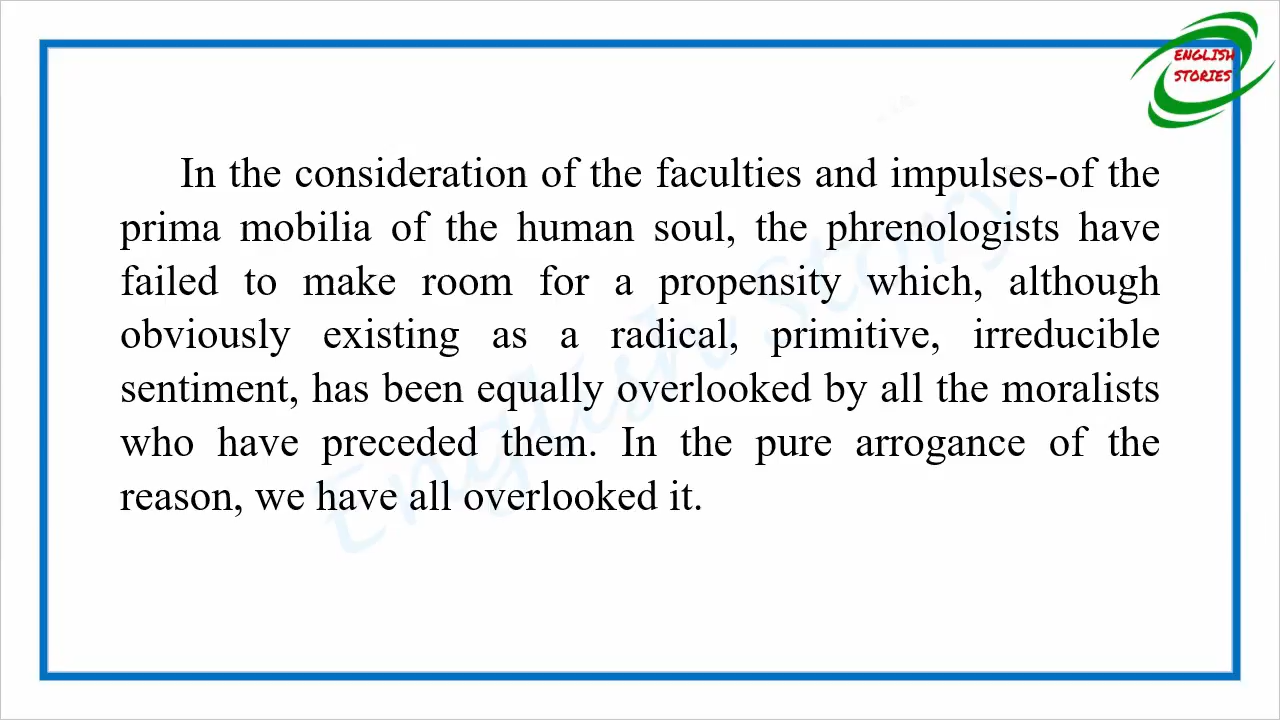 ENGLISH
STORIES
In the consideration of the faculties and impulses-of the
prima mobilia of the human soul, the phrenologists have
failed to make room for a propensity which, although
obviously existing as a radical, primitive, irreducible
sentiment, has been equally overlooked by all the moralists
who have preceded them. In the pure arrogance of the
reason, we have all overlooked it.
English Story